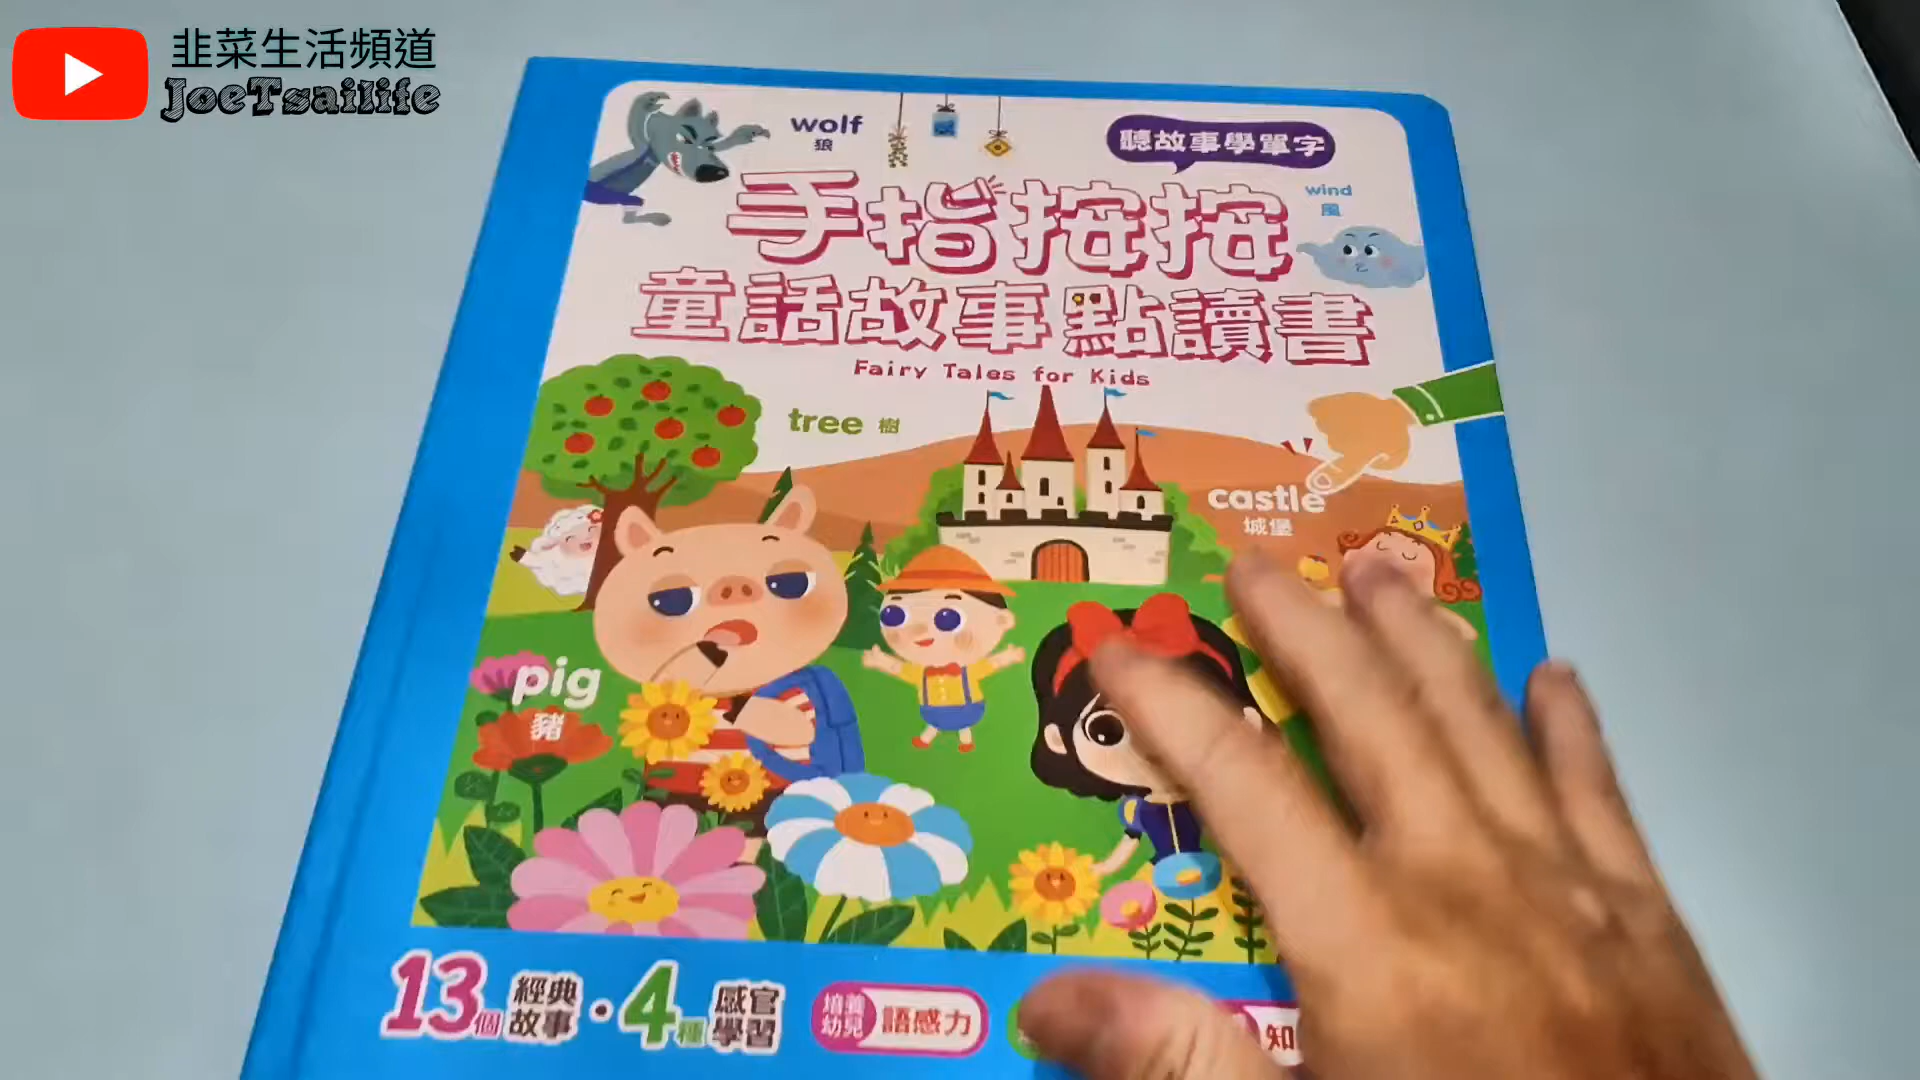 韭菜生活頻道
JoeTsailife
wolf
狼
聽故事學單字
wind
風
手指按按
童話故事點讀書
Fairy Tales for Kids
tree 樹
castle
城堡
pig
豬
13個經典故事・4種感官學習
培養幼兒 語感力
知